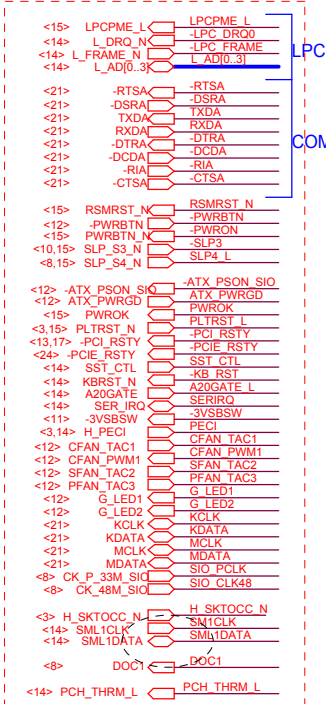 <15> LPCPME_L LPCPME_L
<14> L_DRQ_N -LPC_DRQ0
<14> L_FRAME_N -LPC_FRAME
<14> L_AD[0..3] L_AD[0..3]
LPC
<21> -RTSA -RTSA
<21> -DSRA -DSRA
<21> TXDA TXDA
<21> RXDA RXDA
<21> -DTRA -DTRA
<21> -DCDA -DCDA
<21> -RIA -RIA
<21> -CTSA -CTSA
COM
<15> RSMRST_N RSMRST_N
<12> -PWRBTN -PWRBTN
<15> PWRBTN_N -PWRON
<10,15> SLP_S3_N -SLP3
<8,15> SLP_S4_N SLP4_L
<12> -ATX_PSON_SIO -ATX_PSON_SIO
<12> ATX_PWRGD ATX_PWRGD
<15> PWROK PWROK
<3,15> PLTRST_N PLTRST_L
<13,17> -PCI_RSTY -PCI_RSTY
<24> -PCIE_RSTY -PCIE_RSTY
<14> SST_CTL SST_CTL
<14> KBRST_N -KB_RST
<14> A20GATE A20GATE_L
<14> SER_IRQ SERIRQ
<11> -3VSBSW -3VSBSW
<3,14> H_PECI PECI
<12> CFAN_TAC1 CFAN_TAC1
<12> CFAN_PWM1 CFAN_PWM1
<12> SFAN_TAC2 SFAN_TAC2
<12> PFAN_TAC3 PFAN_TAC3
<12> G_LED1 G_LED1
<12> G_LED2 G_LED2
<21> KCLK KCLK
<21> KDATA KDATA
<21> MCLK MCLK
<21> MDATA MDATA
<8> CK_P_33M_SIO SIO_PCLK
<8> CK_48M_SIO SIO_CLK48
<3> H_SKTOCC_N H_SKTOCC_N
<14> SML1CLK SM1CLK
<14> SML1DATA SML1DATA
<8> DOC1 DOC1
<14> PCH_THRM_L PCH_THRM_L